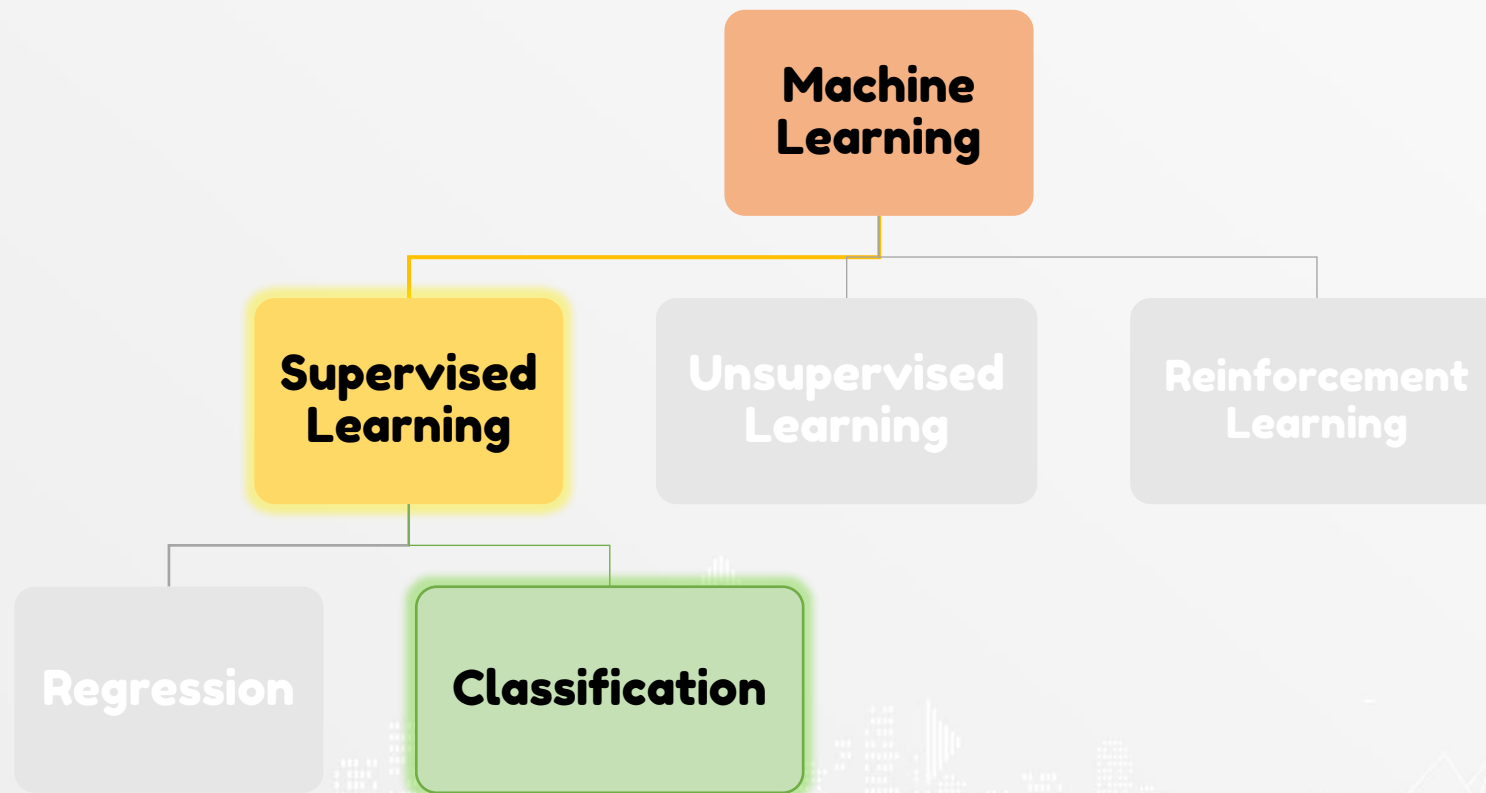 Machine
Learning
Supervised
Learning
Unsupervised
Learning
Reinforcement
Learning
Regression
Classification